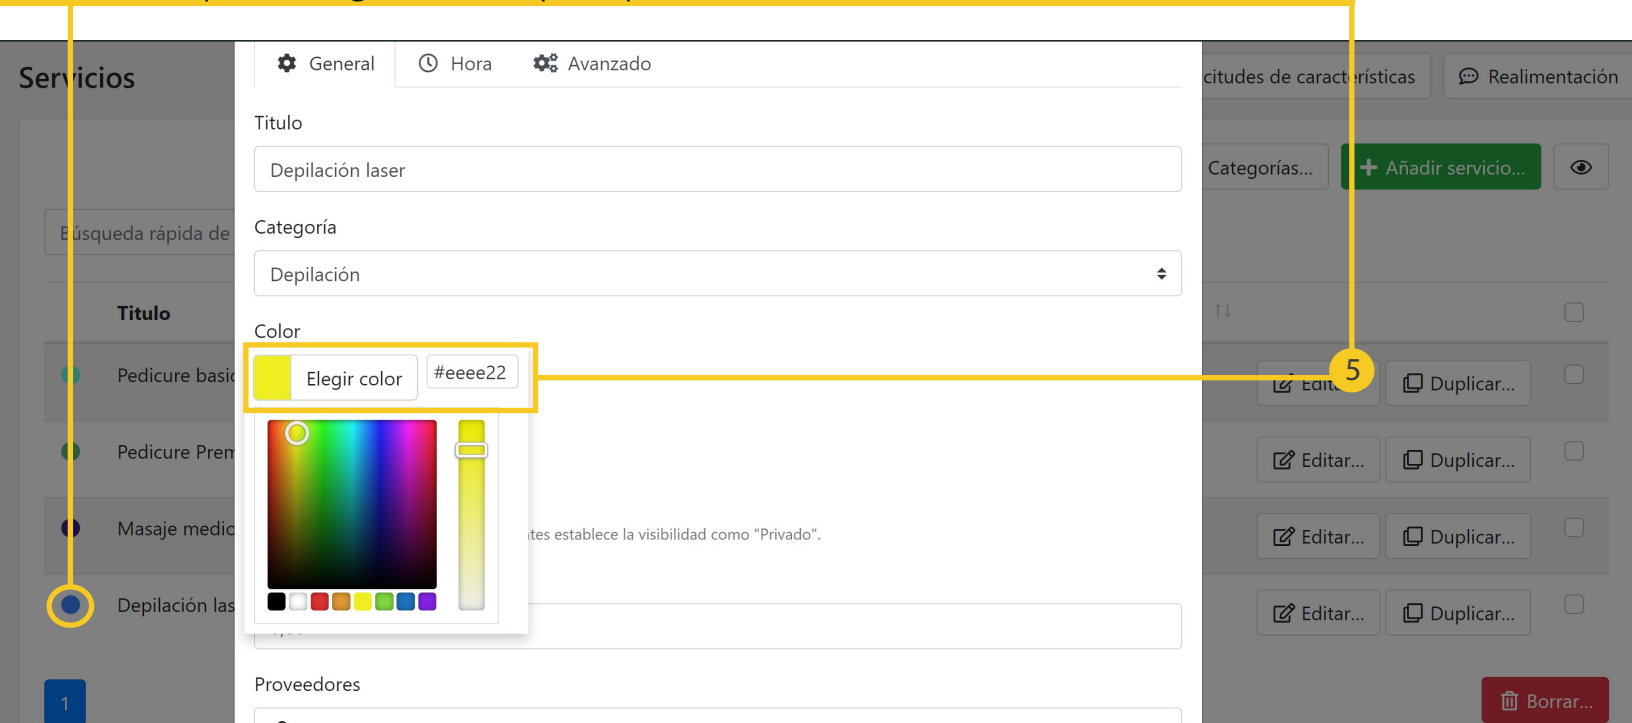 Servicios
General
Hora
Avanzado
citudes de características
Realimentación
Titulo
Depilación laser
Categorías...
+ Añadir servicio...
Categoría
Búsqueda rápida de
Depilación
Titulo
↑↓
Color
Elegir color
#eeee22
5
Pedicure basic
Editar...
Duplicar...
Pedicure Prem
Editar...
Duplicar...
Masaje medic
tes establece la visibilidad como "Privado".
Editar...
Duplicar...
Depilación las
Editar...
Duplicar...
Proveedores
1
Borrar...